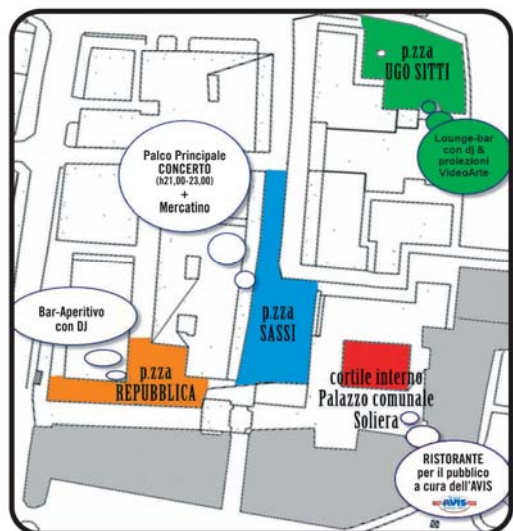 p.zza
UGO SITTI
Lounge-bar
con dj &
proiezioni
VideoArte
Palco Principale
CONCERTO
(h21,00-23,00)
+
Mercatino
p.zza
SASSI
Bar-Aperitivo
con DJ
p.zza
REPUBBLICA
cortile interno
Palazzo comunale
Soliera
RISTORANTE
per il pubblico
a cura dell'AVIS
AVIS